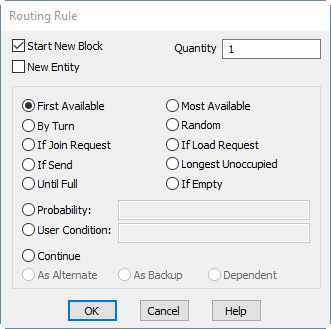 Routing Rule
Start New Block Quantity 1
New Entity
First Available Most Available
By Turn Random
If Join Request If Load Request
If Send Longest Unoccupied
Until Full If Empty
Probability:
User Condition:
Continue
As Alternate As Backup Dependent
OK Cancel Help